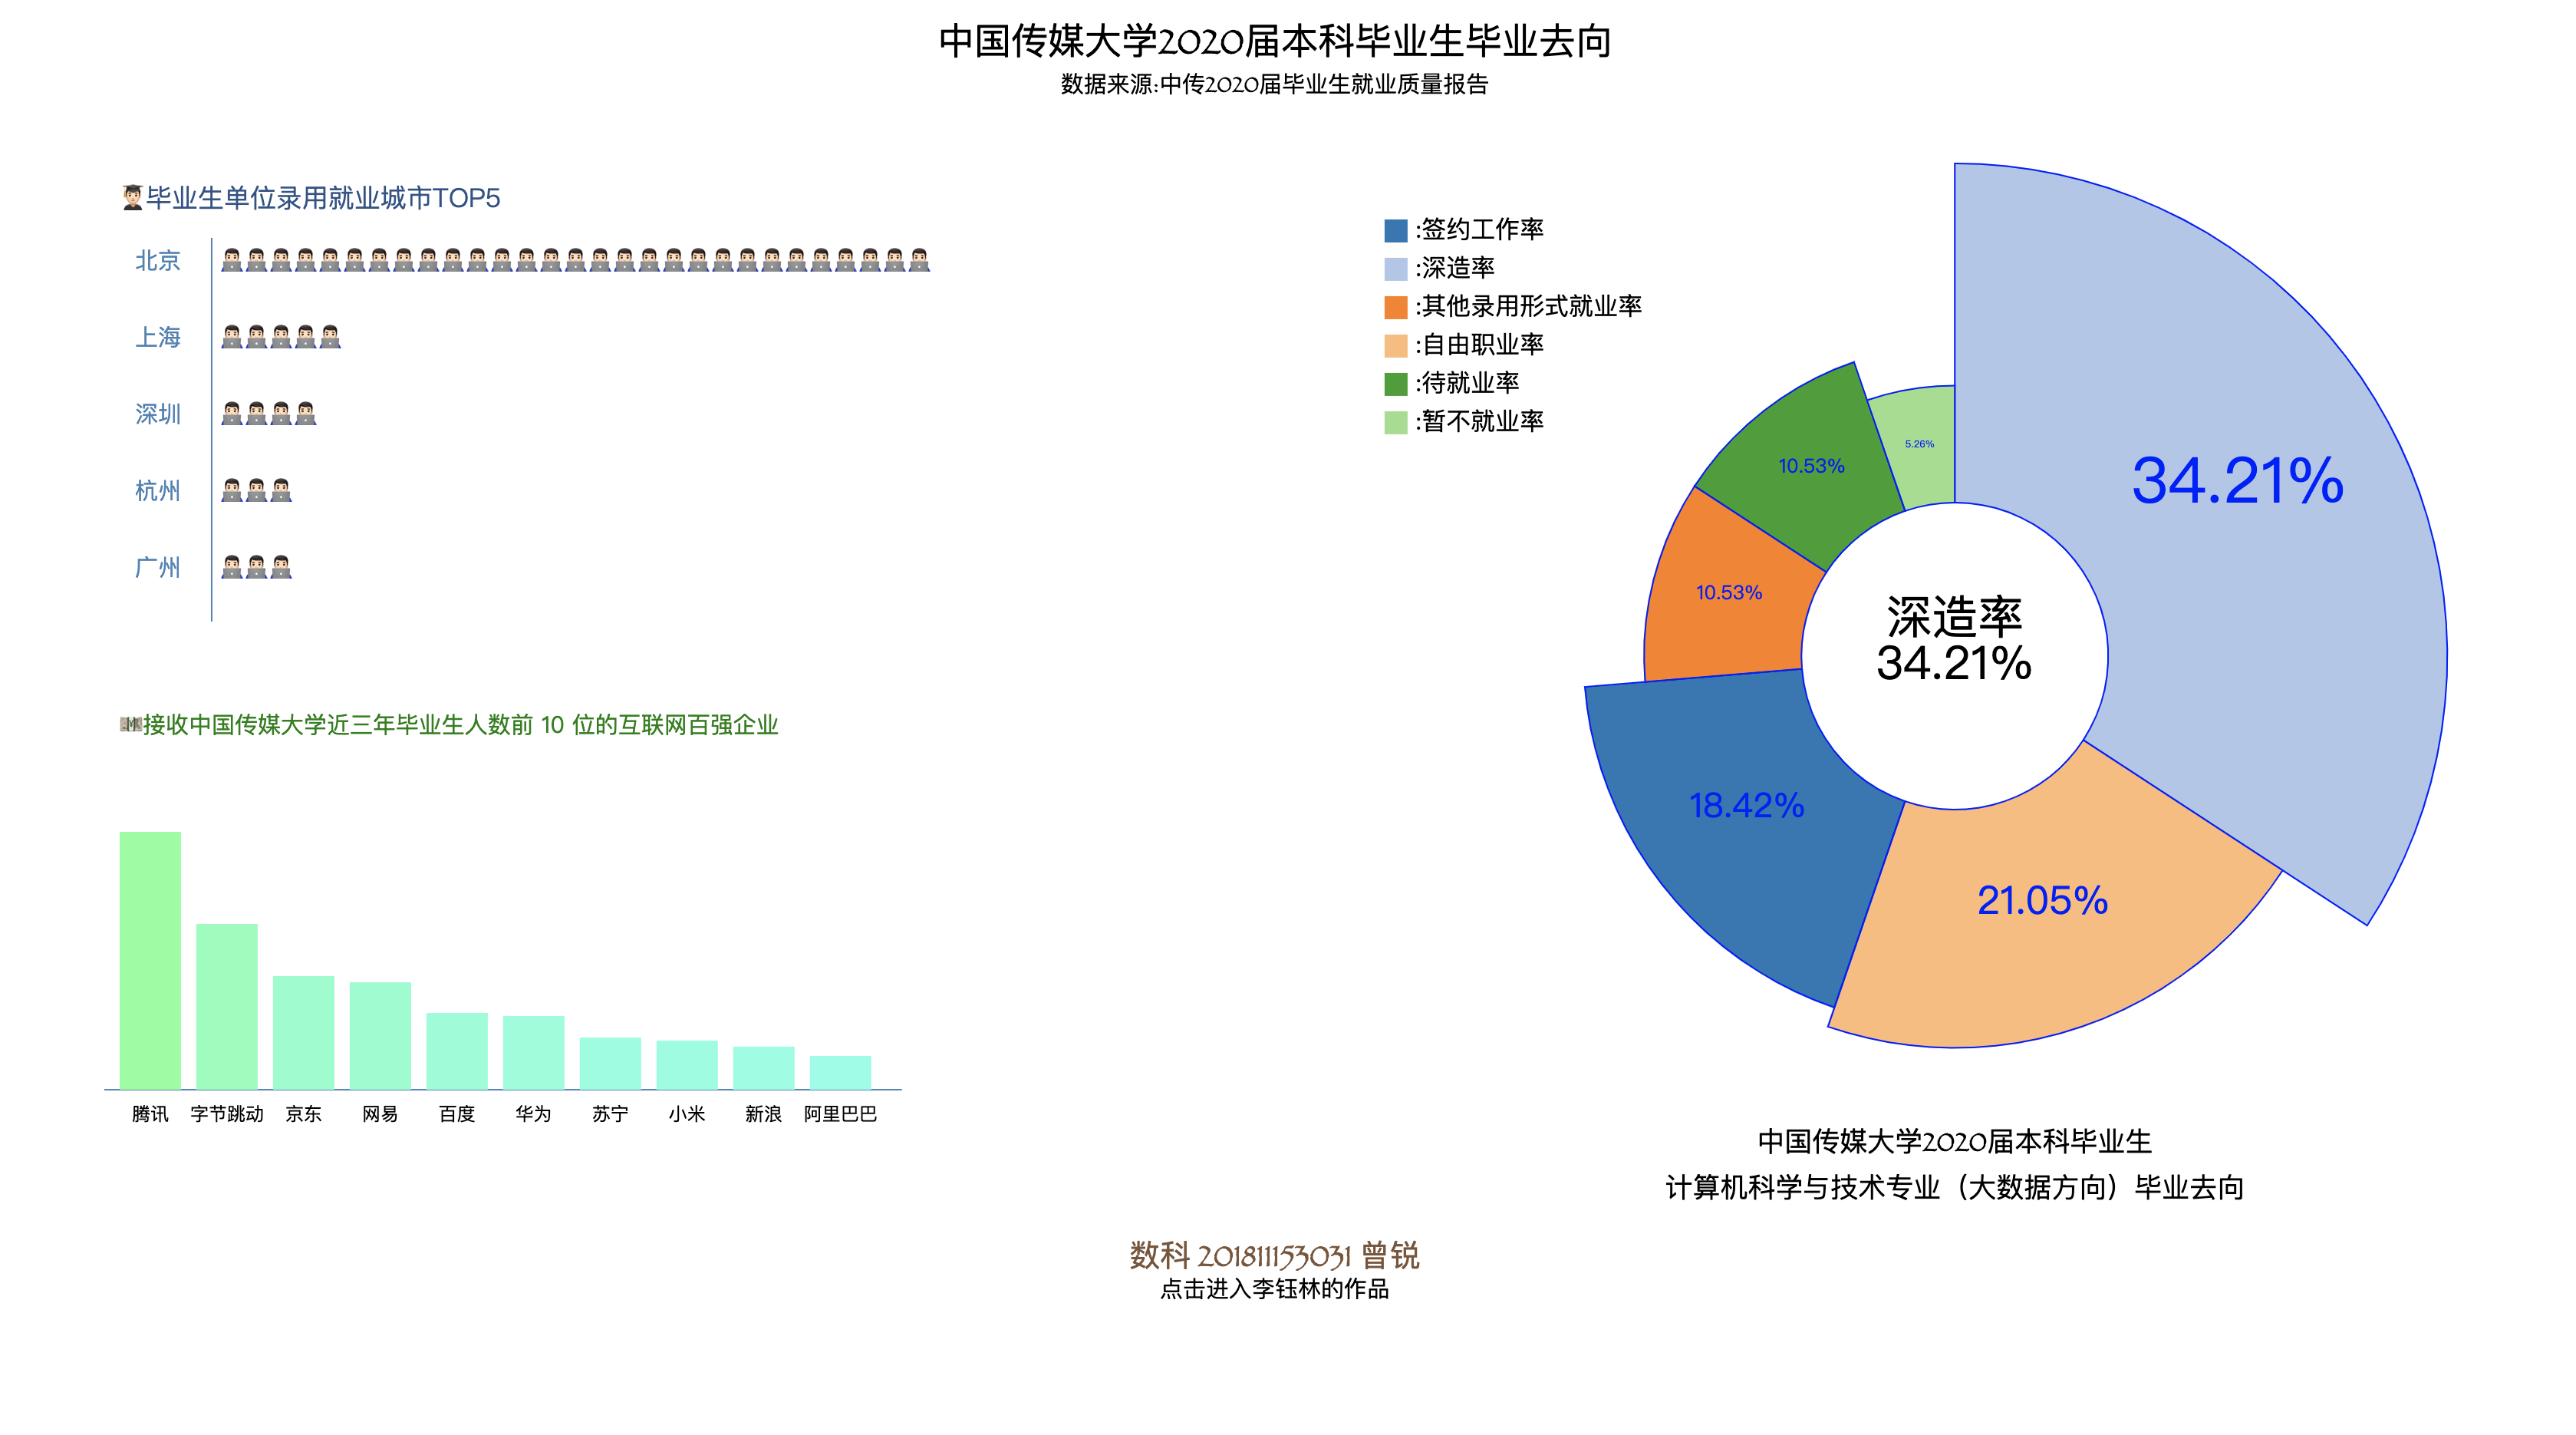 中国传媒大学2020届本科毕业生毕业去向
数据来源:中传2020届毕业生就业质量报告
毕业生单位录用就业城市TOP5
北京
上海
深圳
杭州
广州
接收中国传媒大学近三年毕业生人数前 10 位的互联网百强企业
腾讯
字节跳动
京东
网易
百度
华为
苏宁
小米
新浪
阿里巴巴
:签约工作率
:深造率
:其他录用形式就业率
:自由职业率
:待就业率
:暂不就业率
34.21%
5.26%
10.53%
10.53%
18.42%
21.05%
深造率
34.21%
中国传媒大学2020届本科毕业生
计算机科学与技术专业（大数据方向）毕业去向
数科 201811153031 曾锐
点击进入李钰林的作品